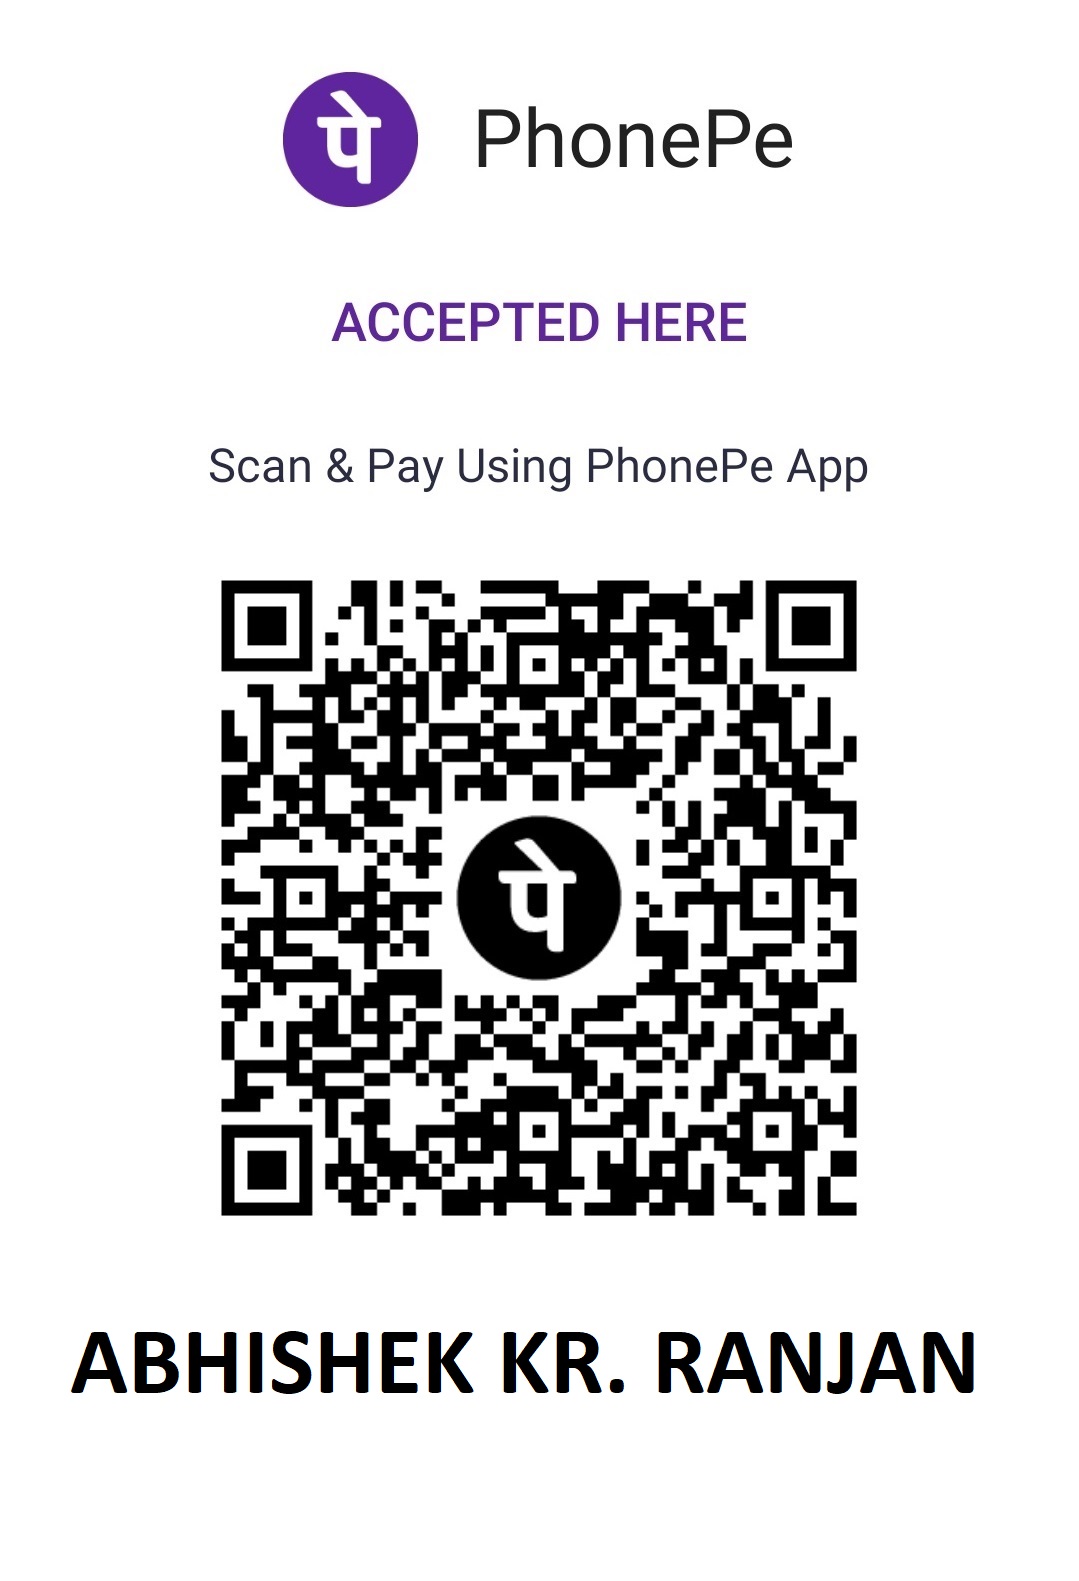 पे PhonePe
ACCEPTED HERE
Scan & Pay Using PhonePe App
पे
ABHISHEK KR. RANJAN